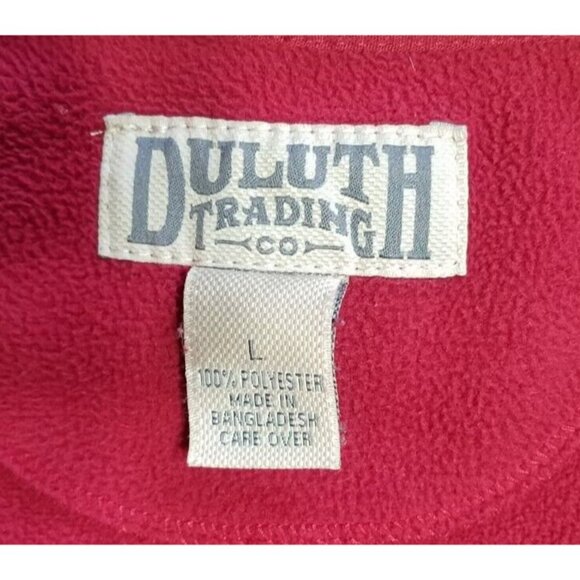 DULUTH
TRADING
CO
L
100% POLYESTER
MADE IN
BANGLADESH
CARE OVER